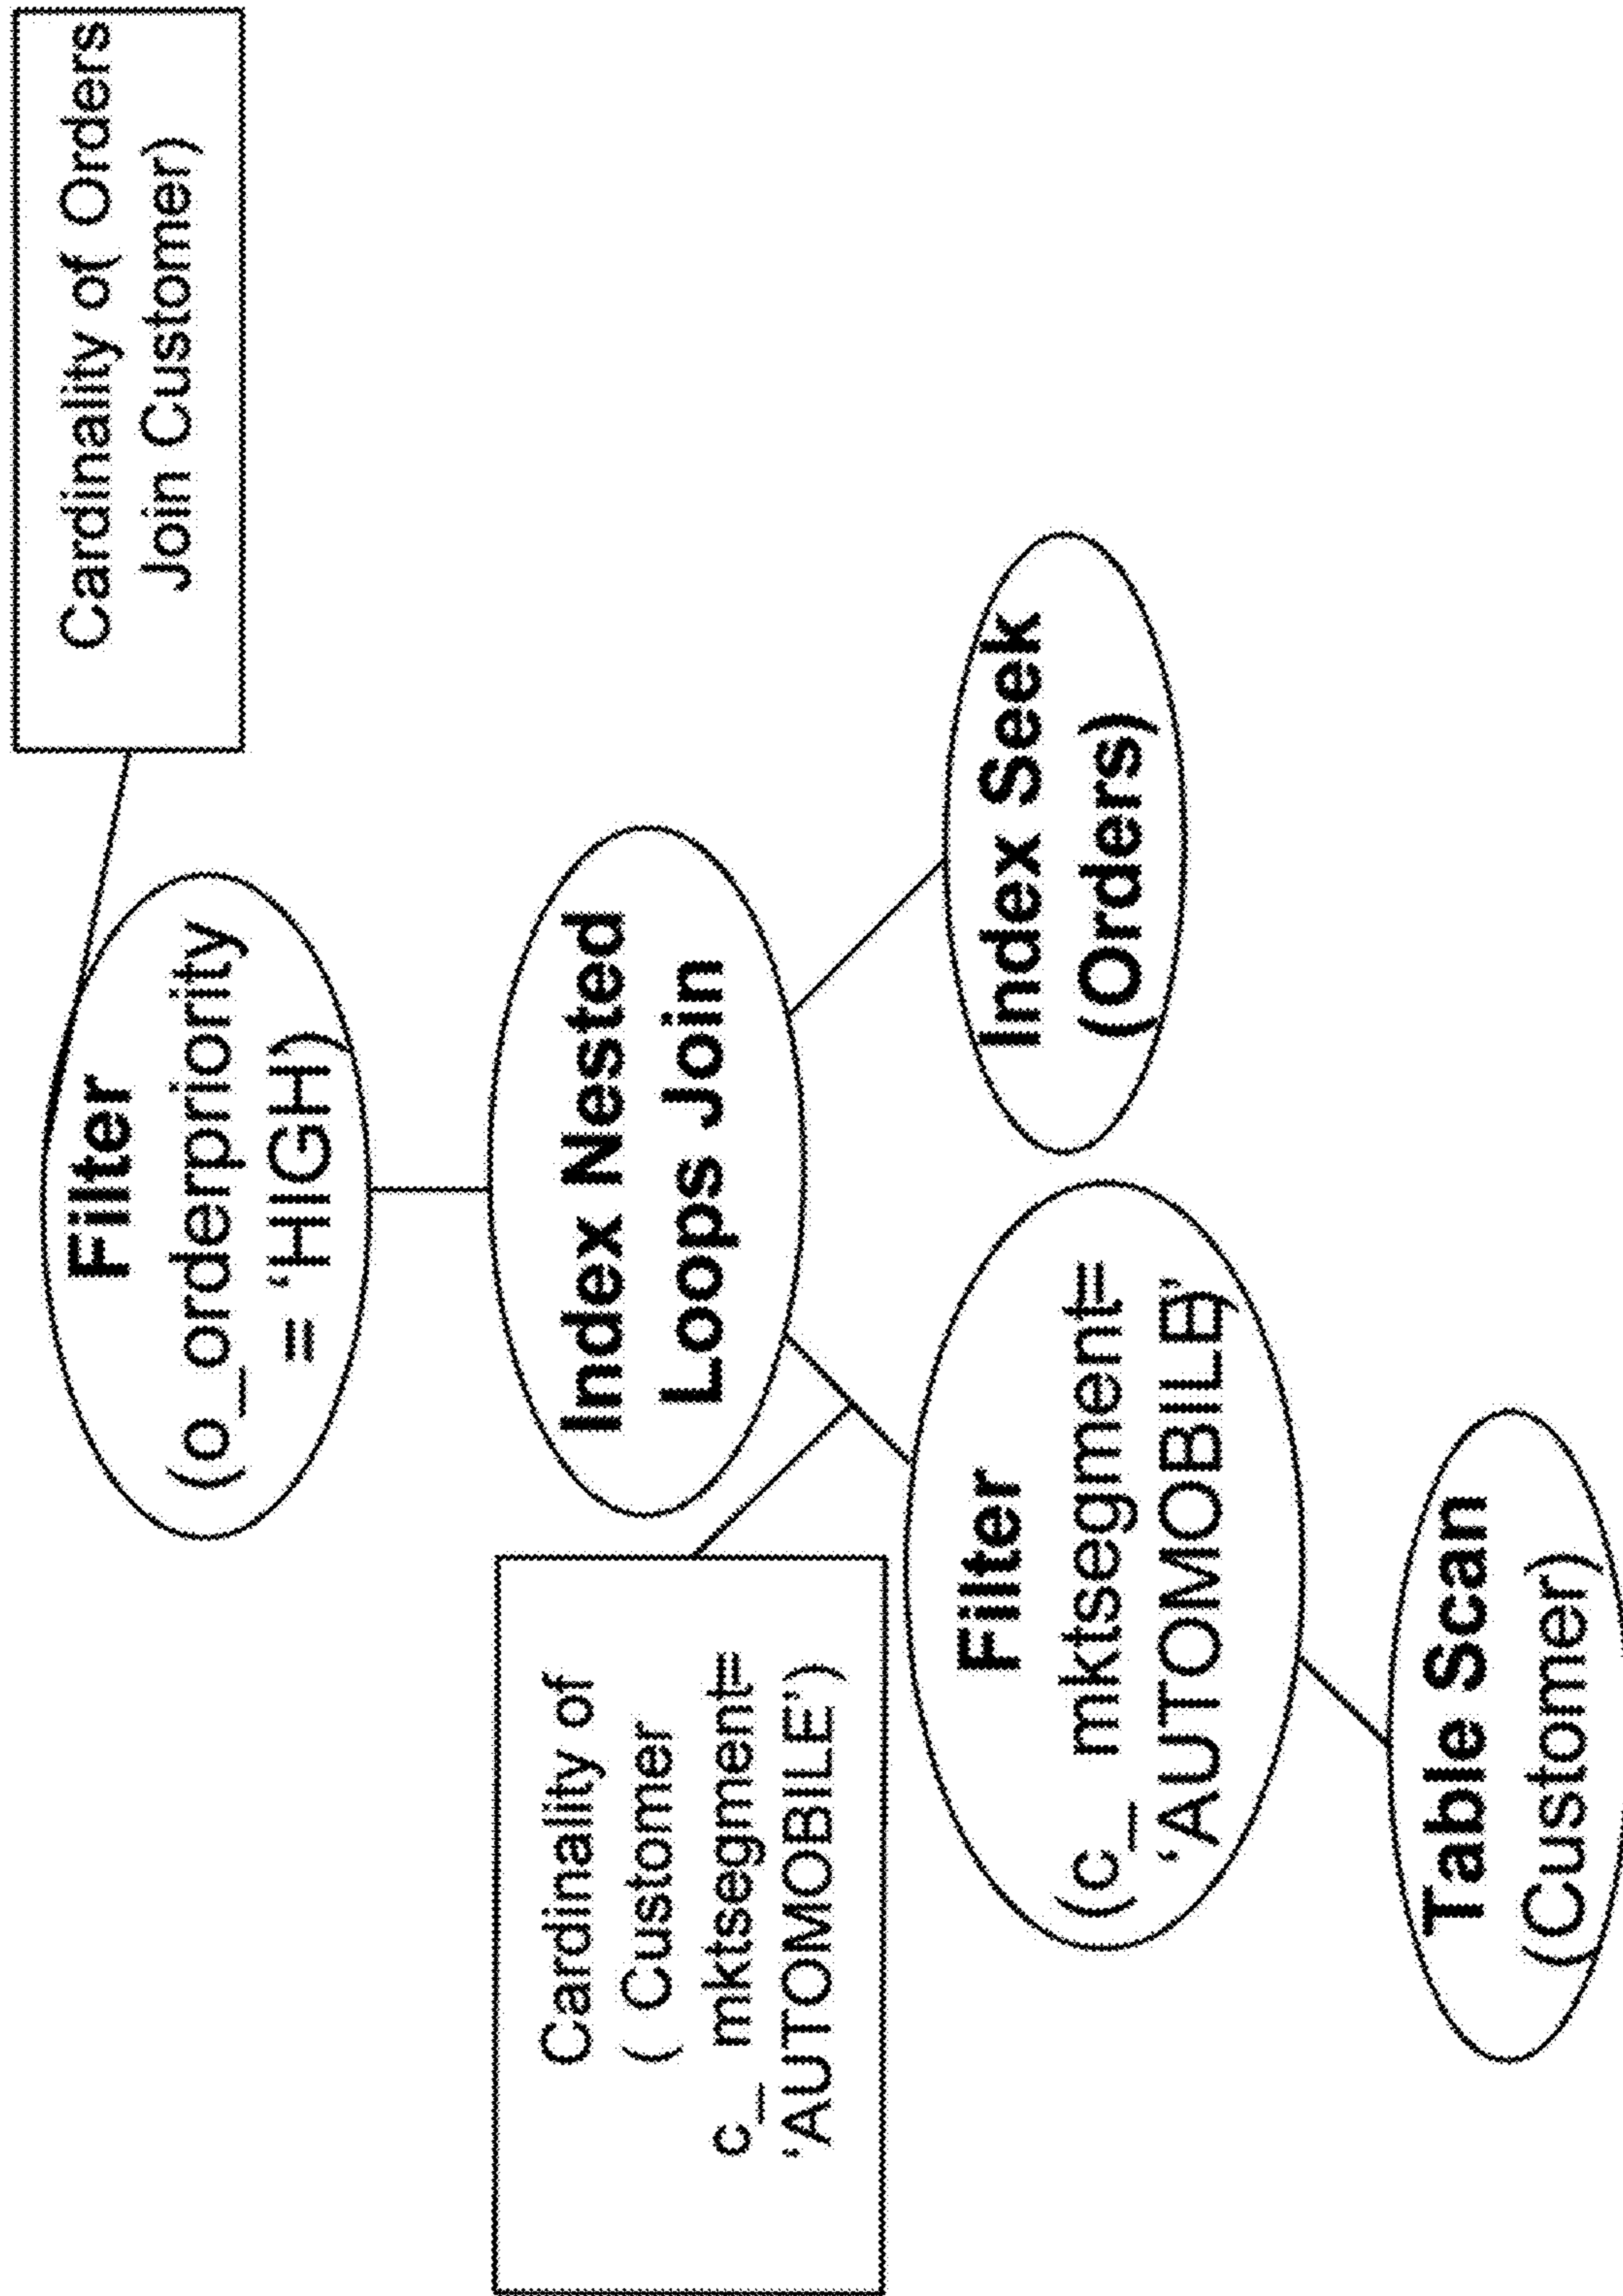 Cardinality of( Orders
Join Customer)
Filter
(o_orderpriority
= ‘HIGH)
Index Nested
Loops Join
Cardinality of
( Customer
c_ mktsegment=
‘AUTOMOBILE’)
Index Seek
(Orders)
Filter
(c_ mktsegment=
‘AUTOMOBILE’)
Table Scan
(Customer)